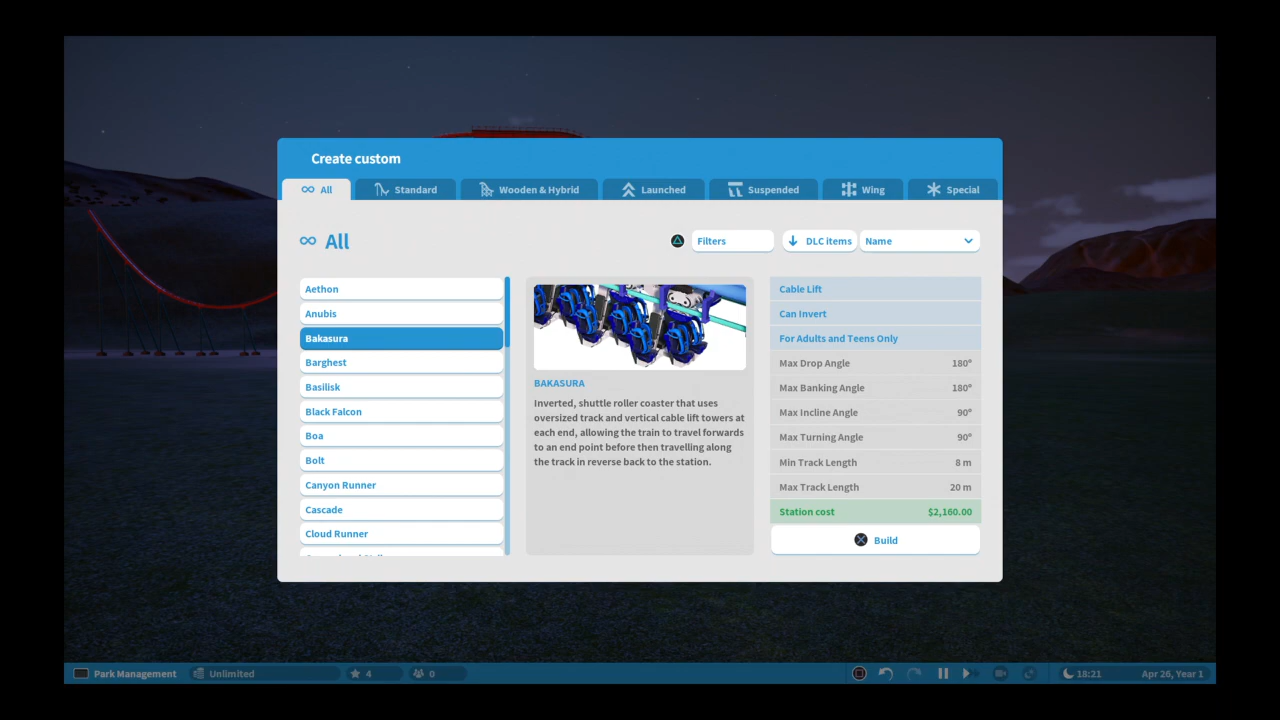 Create custom
All
Standard
Wooden & Hybrid
Launched
Suspended
Wing
Special
All
Filters
DLC items
Name
Aethon
Anubis
Bakasura
Barghest
Basilisk
Black Falcon
Boa
Bolt
Canyon Runner
Cascade
Cloud Runner
BAKASURA
Inverted, shuttle roller coaster that uses
oversized track and vertical cable lift towers at
each end, allowing the train to travel forwards
to an end point before then travelling along
the track in reverse back to the station.
Cable Lift
Can Invert
For Adults and Teens Only
Max Drop Angle 180°
Max Banking Angle 180°
Max Incline Angle 90°
Max Turning Angle 90°
Min Track Length 8 m
Max Track Length 20 m
Station cost $2,160.00
Build
Park Management
Unlimited
4
0
18:21
Apr 26, Year 1